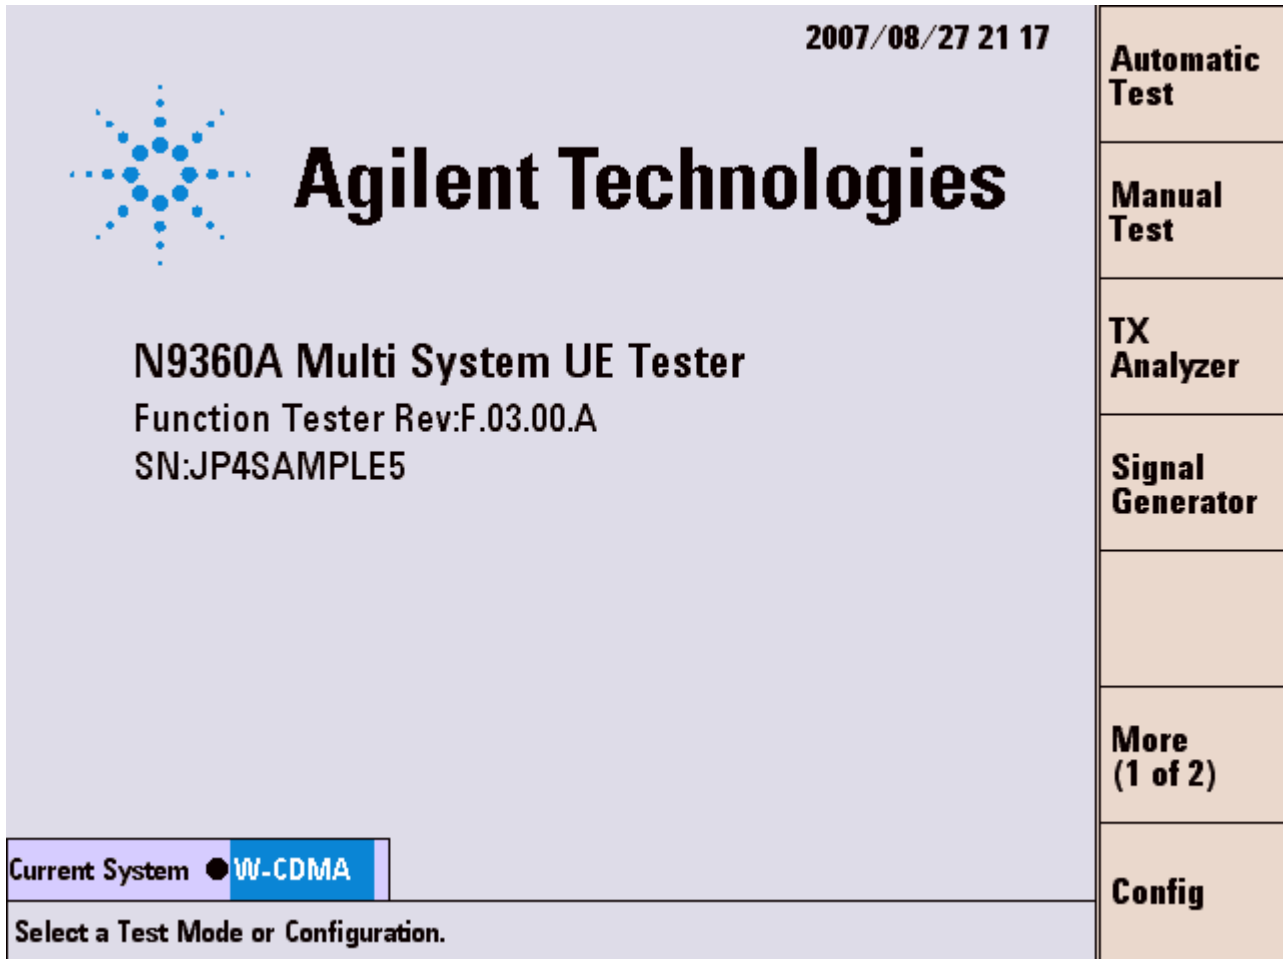 2007/08/27 21 17
Agilent Technologies
N9360A Multi System UE Tester
Function Tester Rev:F.03.00.A
SN:JP4SAMPLE5
Current System ●W-CDMA
Select a Test Mode or Configuration.
Automatic
Test
Manual
Test
TX
Analyzer
Signal
Generator
More
(1 of 2)
Config